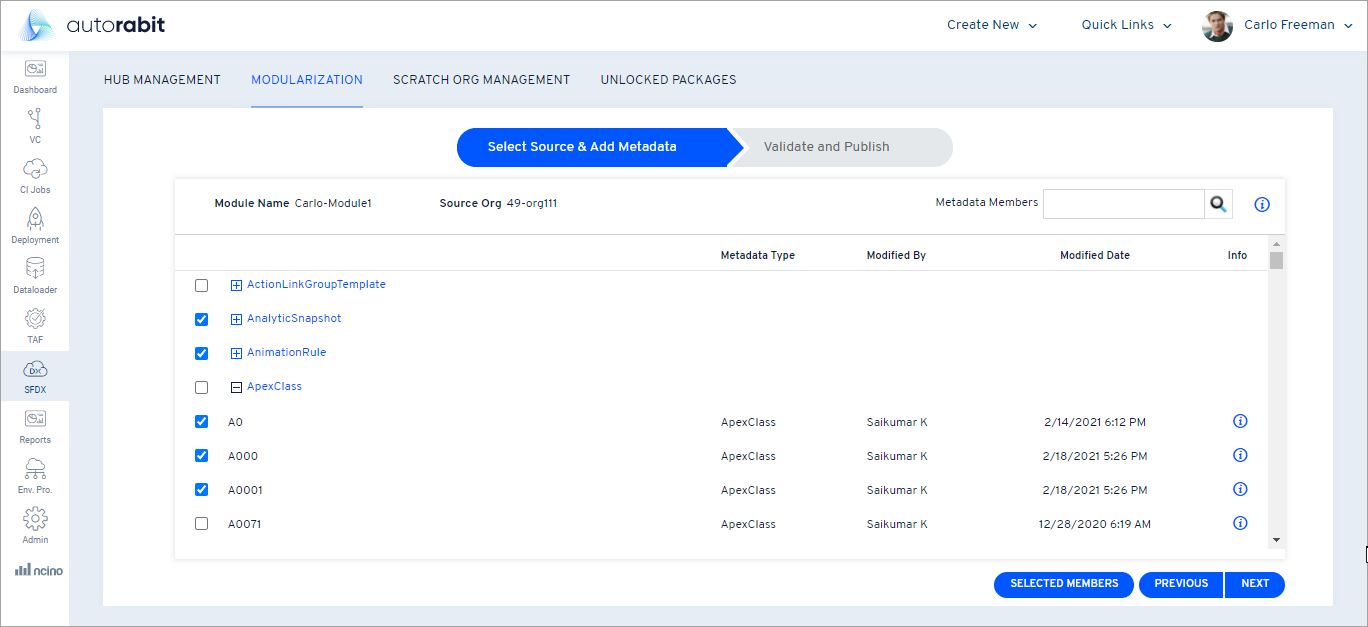 autorabit
Create New
Quick Links
Carlo Freeman
Dashboard
VC
CI Jobs
Deployment
Dataloader
TAF
SFDX
Reports
Env. Pro.
Admin
ncino
HUB MANAGEMENT
MODULARIZATION
SCRATCH ORG MANAGEMENT
UNLOCKED PACKAGES
Select Source & Add Metadata
Validate and Publish
Module Name Carlo-Module1
Source Org 49-org111
Metadata Members
Metadata Type Modified By Modified Date Info
ActionLinkGroupTemplate
AnalyticSnapshot
AnimationRule
ApexClass
A0 ApexClass Saikumar K 2/14/2021 6:12 PM
A000 ApexClass Saikumar K 2/18/2021 5:26 PM
A0001 ApexClass Saikumar K 2/18/2021 5:26 PM
A0071 ApexClass Saikumar K 12/28/2020 6:19 AM
SELECTED MEMBERS
PREVIOUS
NEXT